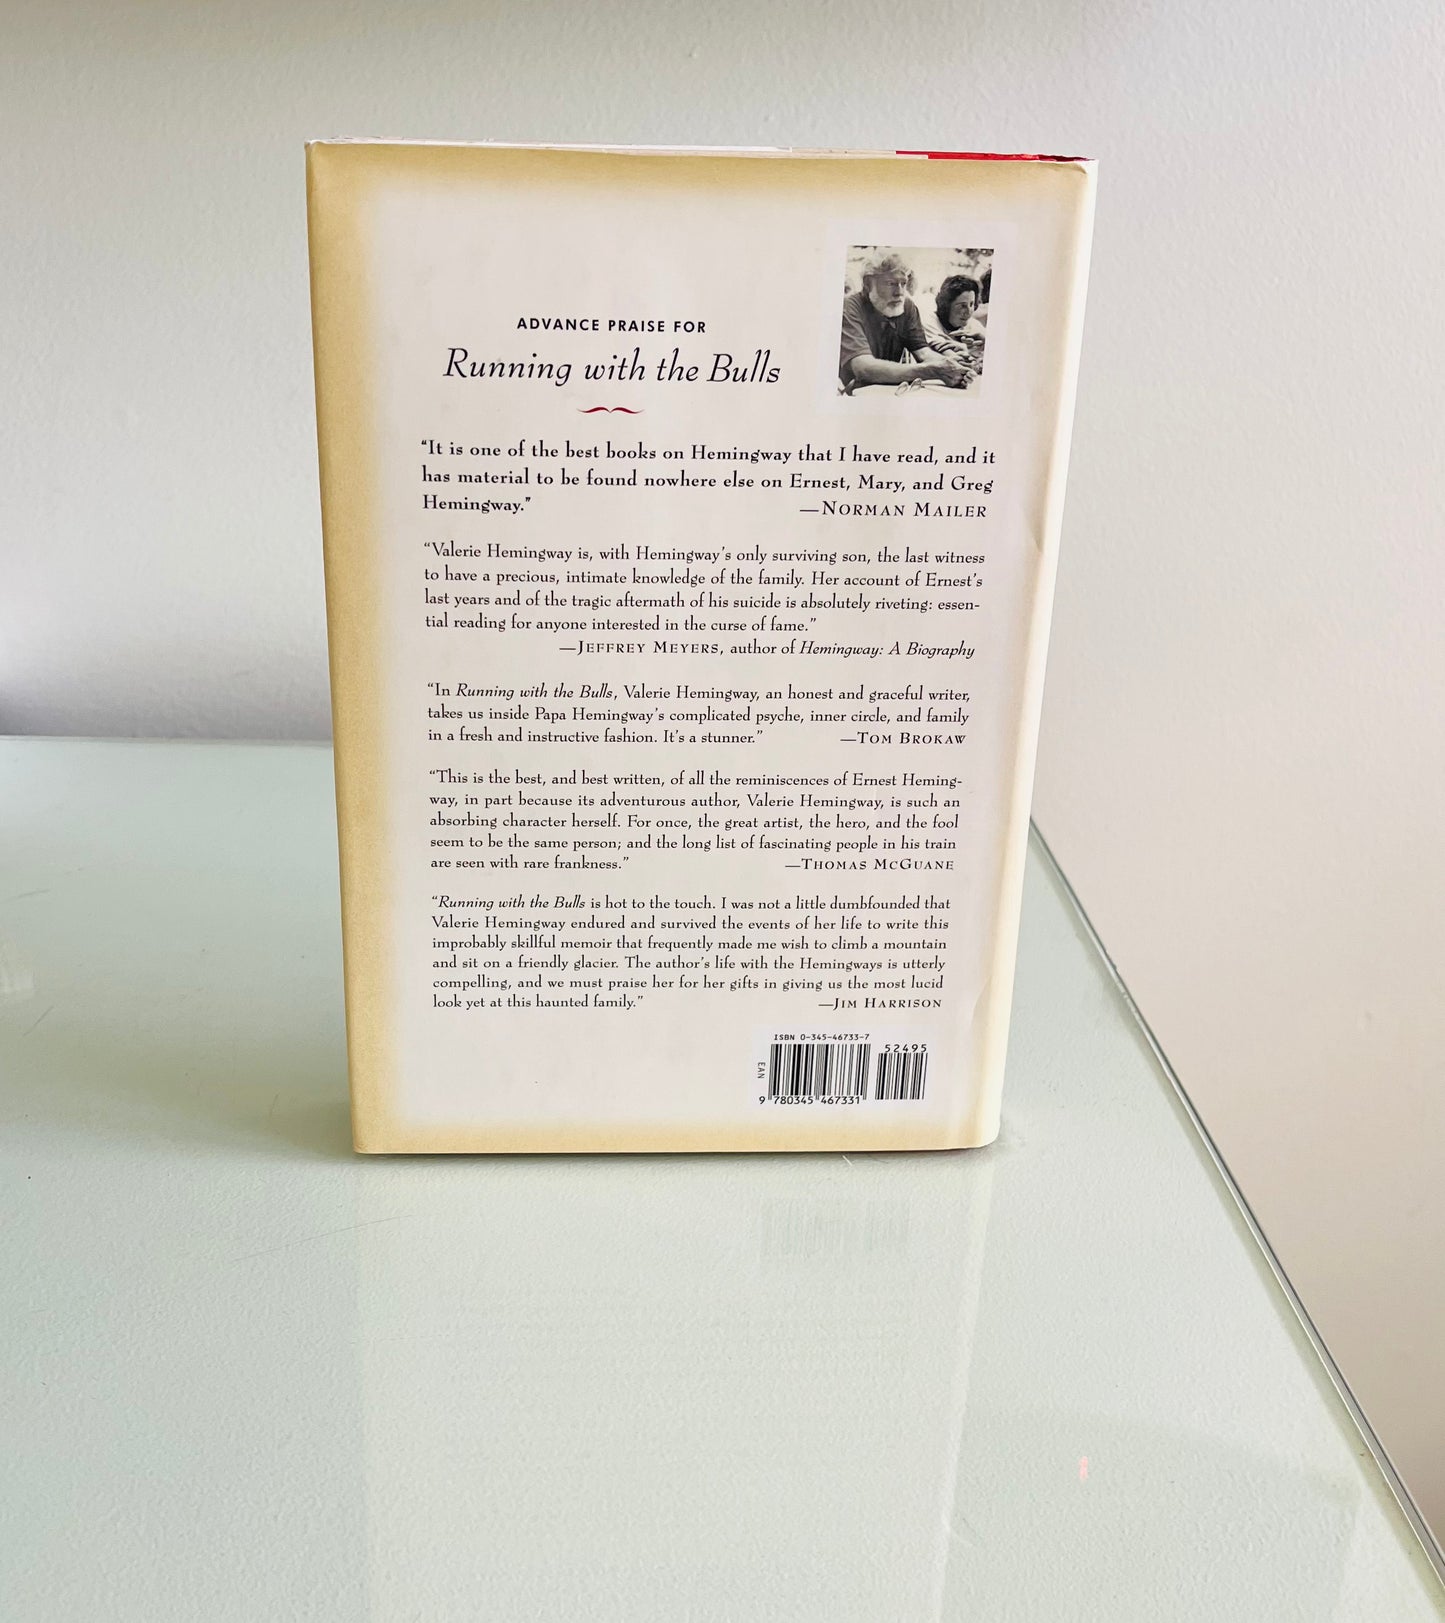 ADVANCE PRAISE FOR
Running with the Bulls
“It is one of the best books on Hemingway that I have read, and it
has material to be found nowhere else on Ernest, Mary, and Greg
Hemingway.” —NORMAN MAILER
“Valerie Hemingway is, with Hemingway’s only surviving son, the last witness
to have a precious, intimate knowledge of the family. Her account of Ernest’s
last years and of the tragic aftermath of his suicide is absolutely riveting: essen-
tial reading for anyone interested in the curse of fame.”
—JEFFREY MEYERS, author of Hemingway: A Biography
“In Running with the Bulls, Valerie Hemingway, an honest and graceful writer,
takes us inside Papa Hemingway’s complicated psyche, inner circle, and family
in a fresh and instructive fashion. It’s a stunner.” —TOM BROKAW
“This is the best, and best written, of all the reminiscences of Ernest Heming-
way, in part because its adventurous author, Valerie Hemingway, is such an
absorbing character herself. For once, the great artist, the hero, and the fool
seem to be the same person; and the long list of fascinating people in his train
are seen with rare frankness.” —THOMAS MCGUANE
“Running with the Bulls is hot to the touch. I was not a little dumbfounded that
Valerie Hemingway endured and survived the events of her life to write this
improbably skillful memoir that frequently made me wish to climb a mountain
and sit on a friendly glacier. The author’s life with the Hemingways is utterly
compelling, and we must praise her for her gifts in giving us the most lucid
look yet at this haunted family.” —JIM HARRISON
ISBN 0-345-46733-7
52495
EAN
9 780345 467331